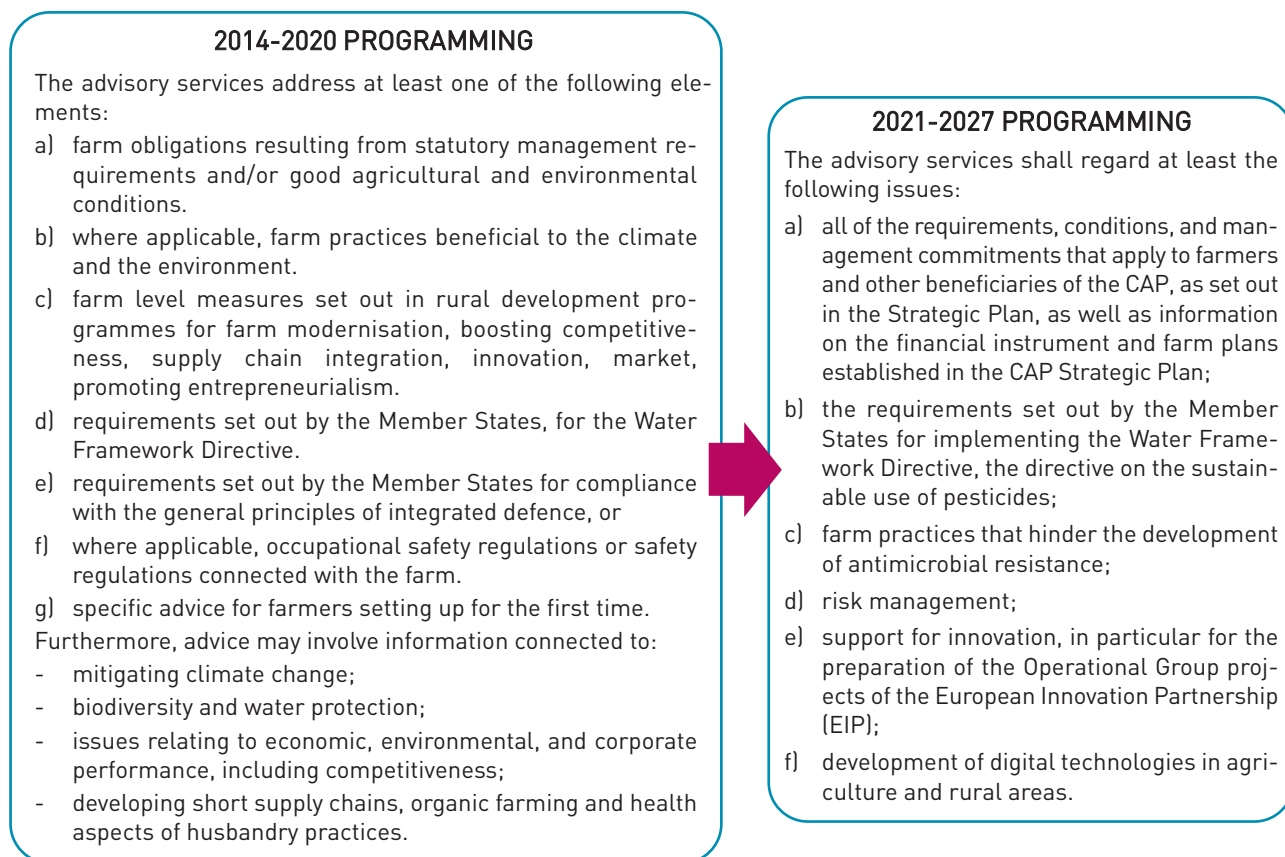 2014-2020 PROGRAMMING
The advisory services address at least one of the following ele-
ments:
a) farm obligations resulting from statutory management re-
quirements and/or good agricultural and environmental
conditions.
b) where applicable, farm practices beneficial to the climate
and the environment.
c) farm level measures set out in rural development pro-
grammes for farm modernisation, boosting competitive-
ness, supply chain integration, innovation, market,
promoting entrepreneurialism.
d) requirements set out by the Member States, for the Water
Framework Directive.
e) requirements set out by the Member States for compliance
with the general principles of integrated defence, or
f) where applicable, occupational safety regulations or safety
regulations connected with the farm.
g) specific advice for farmers setting up for the first time.
Furthermore, advice may involve information connected to:
- mitigating climate change;
- biodiversity and water protection;
- issues relating to economic, environmental, and corporate
performance, including competitiveness;
- developing short supply chains, organic farming and health
aspects of husbandry practices.
2021-2027 PROGRAMMING
The advisory services shall regard at least the
following issues:
a) all of the requirements, conditions, and man-
agement commitments that apply to farmers
and other beneficiaries of the CAP, as set out
in the Strategic Plan, as well as information
on the financial instrument and farm plans
established in the CAP Strategic Plan;
b) the requirements set out by the Member
States for implementing the Water Frame-
work Directive, the directive on the sustain-
able use of pesticides;
c) farm practices that hinder the development
of antimicrobial resistance;
d) risk management;
e) support for innovation, in particular for the
preparation of the Operational Group proj-
ects of the European Innovation Partnership
(EIP);
f) development of digital technologies in agri-
culture and rural areas.